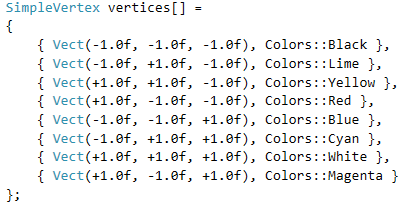 SimpleVertex vertices[] =
{
    { Vect(-1.0f, -1.0f, -1.0f), Colors::Black },
    { Vect(-1.0f, +1.0f, -1.0f), Colors::Lime },
    { Vect(+1.0f, +1.0f, -1.0f), Colors::Yellow },
    { Vect(+1.0f, -1.0f, -1.0f), Colors::Red },
    { Vect(-1.0f, -1.0f, +1.0f), Colors::Blue },
    { Vect(-1.0f, +1.0f, +1.0f), Colors::Cyan },
    { Vect(+1.0f, +1.0f, +1.0f), Colors::White },
    { Vect(+1.0f, -1.0f, +1.0f), Colors::Magenta }
};